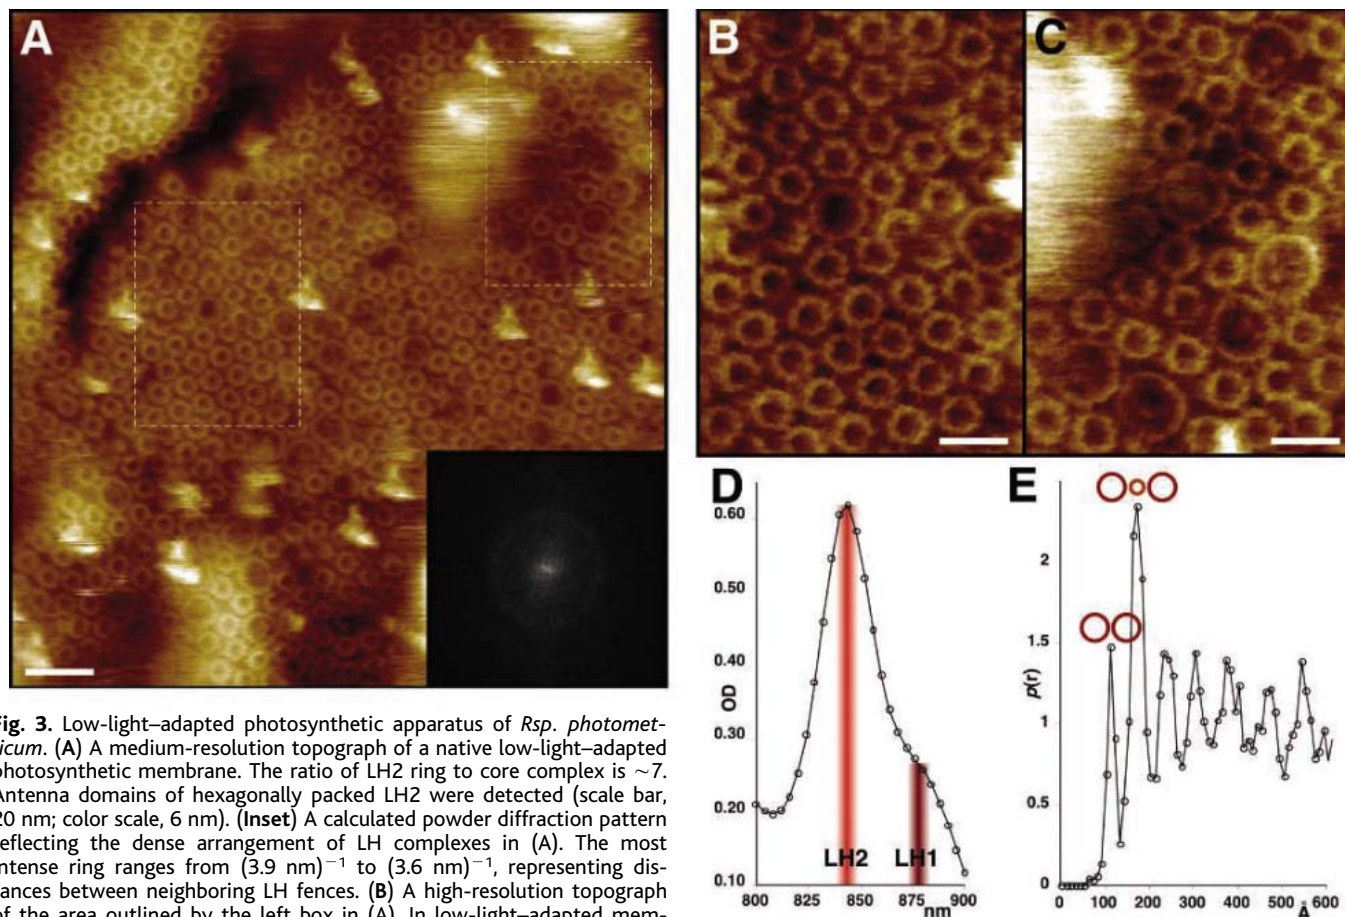 A
B
C
D
E
0.60
0.50
0.40
0.30
0.20
0.10
OD
LH2
LH1
800
825
850
875
900
nm
2
1.5
1
0.5
0
p(r)
0
100
200
300
400
500
600
Å
Fig. 3. Low-light–adapted photosynthetic apparatus of Rsp. photomet-
icum. (A) A medium-resolution topograph of a native low-light–adapted
photosynthetic membrane. The ratio of LH2 ring to core complex is ~7.
Antenna domains of hexagonally packed LH2 were detected (scale bar,
20 nm; color scale, 6 nm). (Inset) A calculated powder diffraction pattern
reflecting the dense arrangement of LH complexes in (A). The most
ntense ring ranges from (3.9 nm)⁻¹ to (3.6 nm)⁻¹, representing dis-
ances between neighboring LH fences. (B) A high-resolution topograph
of the area outlined by the left box in (A). In low-light–adapted mem-